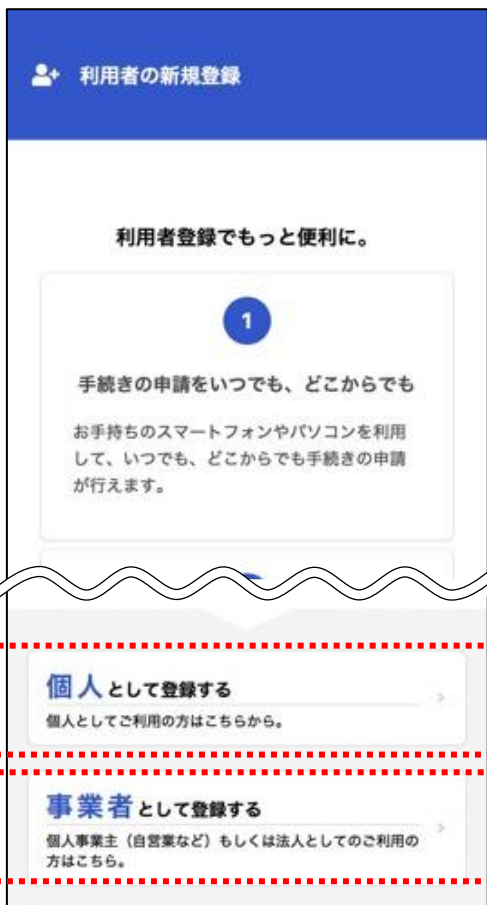 利用者の新規登録
利用者登録でもっと便利に。
1
手続きの申請をいつでも、どこからでも
お手持ちのスマートフォンやパソコンを利用
して、いつでも、どこからでも手続きの申請
が行えます。
個人として登録する
個人としてご利用の方はこちらから。
事業者として登録する
個人事業主（自営業など）もしくは法人としてのご利用の
方はこちら。